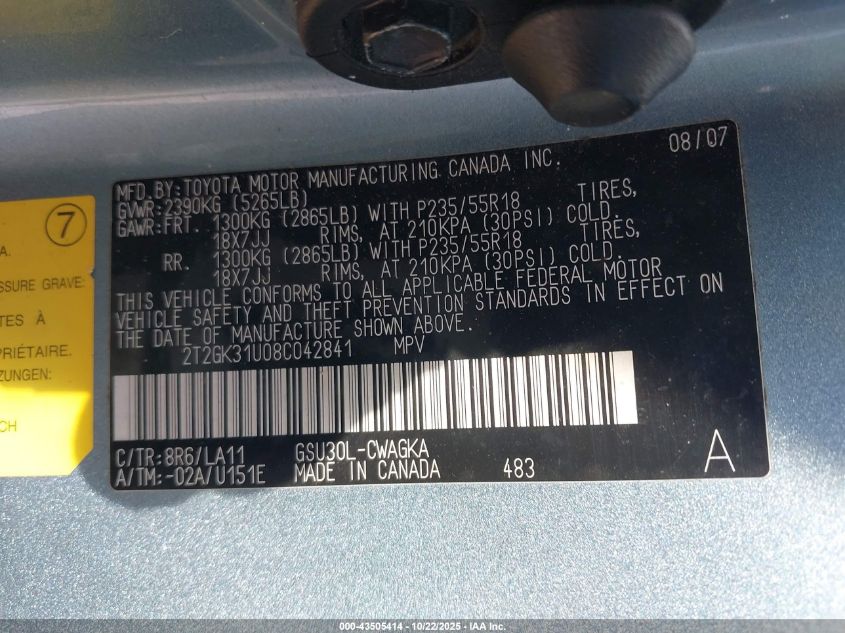 MFD.BY:TOYOTA MOTOR MANUFACTURING CANADA INC. 08/07
GVWR:2390KG (5265LB)
GAWR:FRT. 1300KG (2865LB) WITH P235/55R18 TIRES,
18X7JJ RIMS, AT 210KPA (30PSI) COLD.
RR. 1300KG (2865LB) WITH P235/55R18 TIRES,
18X7JJ RIMS, AT 210KPA (30PSI) COLD.
THIS VEHICLE CONFORMS TO ALL APPLICABLE FEDERAL MOTOR
VEHICLE SAFETY AND THEFT PREVENTION STANDARDS IN EFFECT ON
THE DATE OF MANUFACTURE SHOWN ABOVE.
2T2GK31U08C042841 MPV
C/TR:8R6/LA11 GSU30L-CWAGKA
A/TM:-02A/U151E MADE IN CANADA 483 A
7
A.
SSURE GRAVE:
TES À
PRIÉTAIRE.
ZUNGEN:
CH
000-43505414 - 10/22/2025 - IAA Inc.